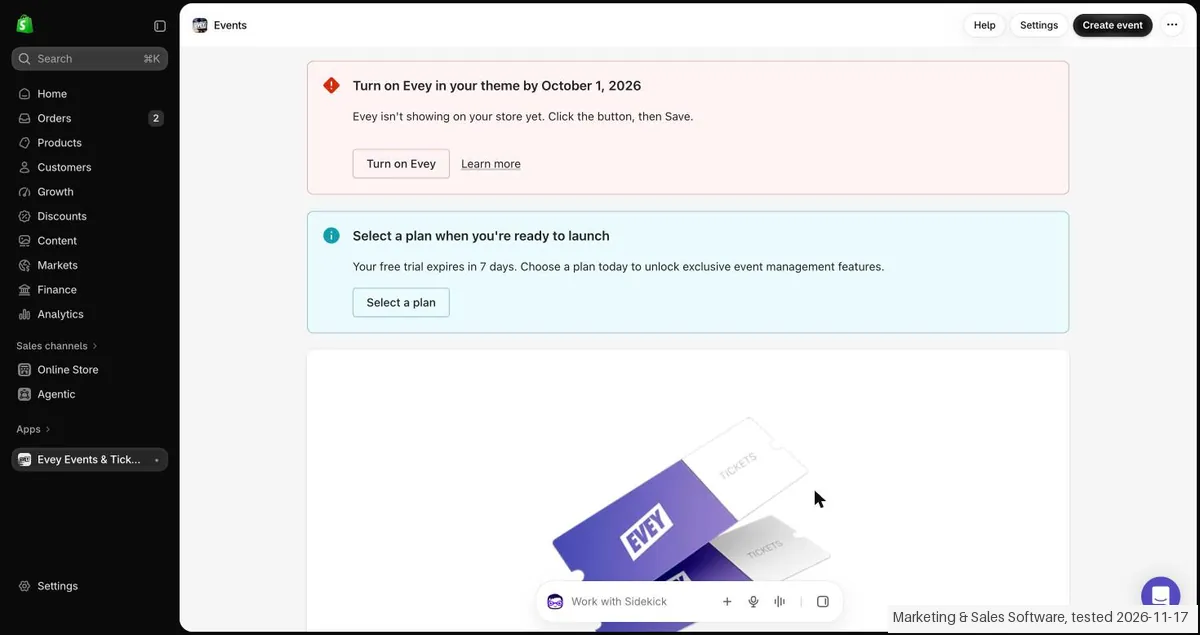 Events
Help
Settings
Create event
Search
⌘K
Home
Orders
2
Products
Customers
Growth
Discounts
Content
Markets
Finance
Analytics
Sales channels
Online Store
Agentic
Apps
Evey Events & Tick...
Settings
Turn on Evey in your theme by October 1, 2026
Evey isn't showing on your store yet. Click the button, then Save.
Turn on Evey
Learn more
Select a plan when you're ready to launch
Your free trial expires in 7 days. Choose a plan today to unlock exclusive event management features.
Select a plan
TICKETS
EVEY
TICKETS
Work with Sidekick
Marketing & Sales Software, tested 2026-11-17